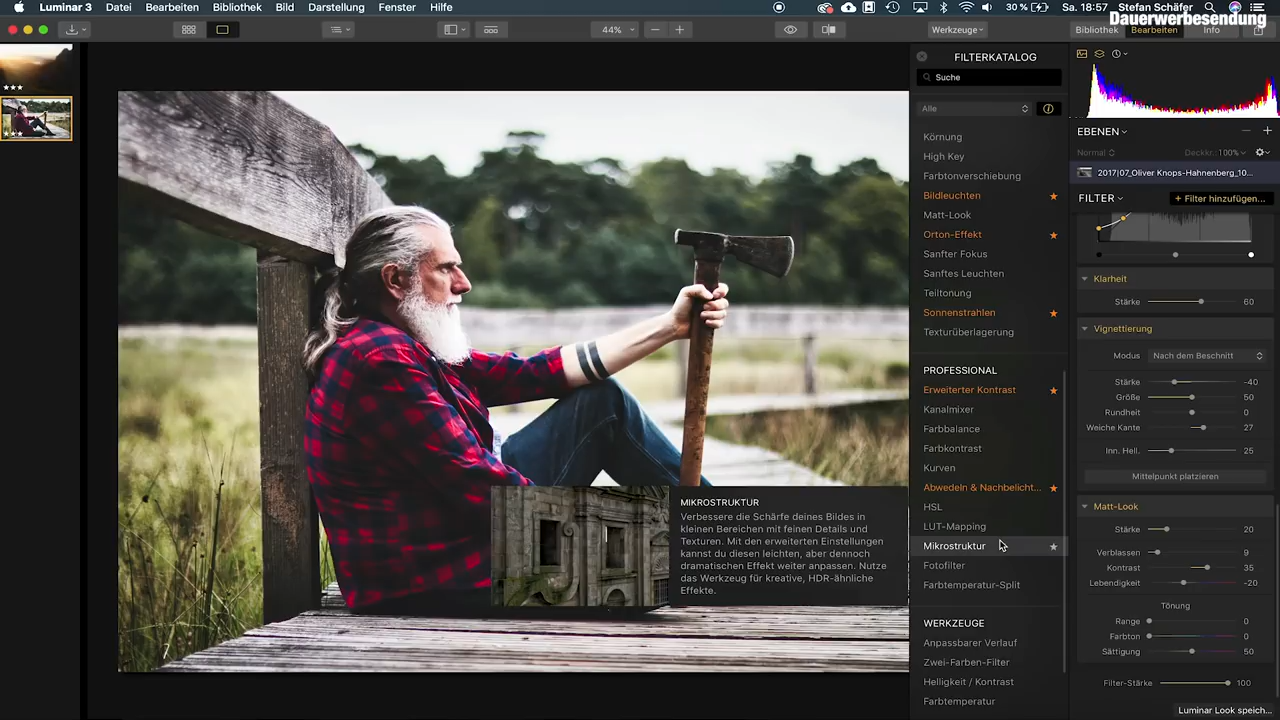 Luminar 3 Datei Bearbeiten Bibliothek Bild Darstellung Fenster Hilfe
30 % Sa. 18:57 Stefan Schäfer
Dauerwerbesendung
44% Werkzeuge Bibliothek Bearbeiten Info
FILTERKATALOG
Suche
Alle
Körnung
High Key
Farbtonverschiebung
Bildleuchten
Matt-Look
Orton-Effekt
Sanfter Fokus
Sanftes Leuchten
Teiltonung
Sonnenstrahlen
Texturüberlagerung
PROFESSIONAL
Erweiterter Kontrast
Kanalmixer
Farbbalance
Farbkontrast
Kurven
Abwedeln & Nachbelicht...
HSL
LUT-Mapping
Mikrostruktur
Fotofilter
Farbtemperatur-Split
WERKZEUGE
Anpassbarer Verlauf
Zwei-Farben-Filter
Helligkeit / Kontrast
Farbtemperatur
MIKROSTRUKTUR
Verbessere die Schärfe deines Bildes in
kleinen Bereichen mit feinen Details und
Texturen. Mit den erweiterten Einstellungen
kannst du diesen leichten, aber dennoch
dramatischen Effekt weiter anpassen. Nutze
das Werkzeug für kreative, HDR-ähnliche
Effekte.
EBENEN
Normal Deckkr.: 100%
2017|07_Oliver Knops-Hahnenberg_10...
FILTER + Filter hinzufügen...
Klarheit
Stärke 60
Vignettierung
Modus Nach dem Beschnitt
Stärke -40
Größe 50
Rundheit 0
Weiche Kante 27
Inn. Hell. 25
Mittelpunkt platzieren
Matt-Look
Stärke 20
Verblassen 9
Kontrast 35
Lebendigkeit -20
Tönung
Range 0
Farbton 0
Sättigung 50
Filter-Stärke 100
Luminar Look speich...